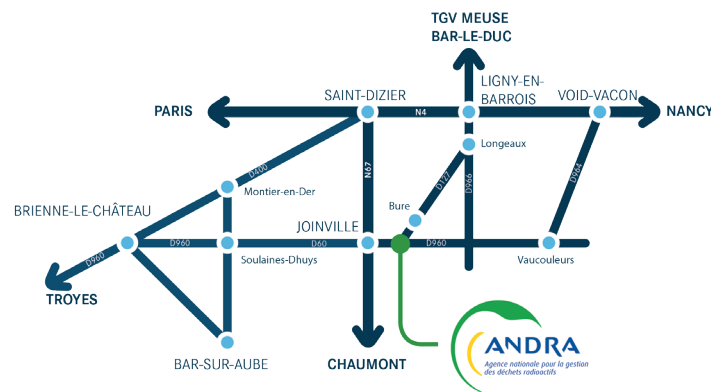 TGV MEUSE
BAR-LE-DUC
LIGNY-EN-
BARROIS
SAINT-DIZIER
VOID-VACON
PARIS
N4
NANCY
Longeaux
D400
N67
D127
D966
D964
Montier-en-Der
Bure
BRIENNE-LE-CHÂTEAU
JOINVILLE
D960
D60
D960
D960
Soulaines-Dhuys
Vaucouleurs
TROYES
BAR-SUR-AUBE
CHAUMONT
ANDRA
Agence nationale pour la gestion
des déchets radioactifs